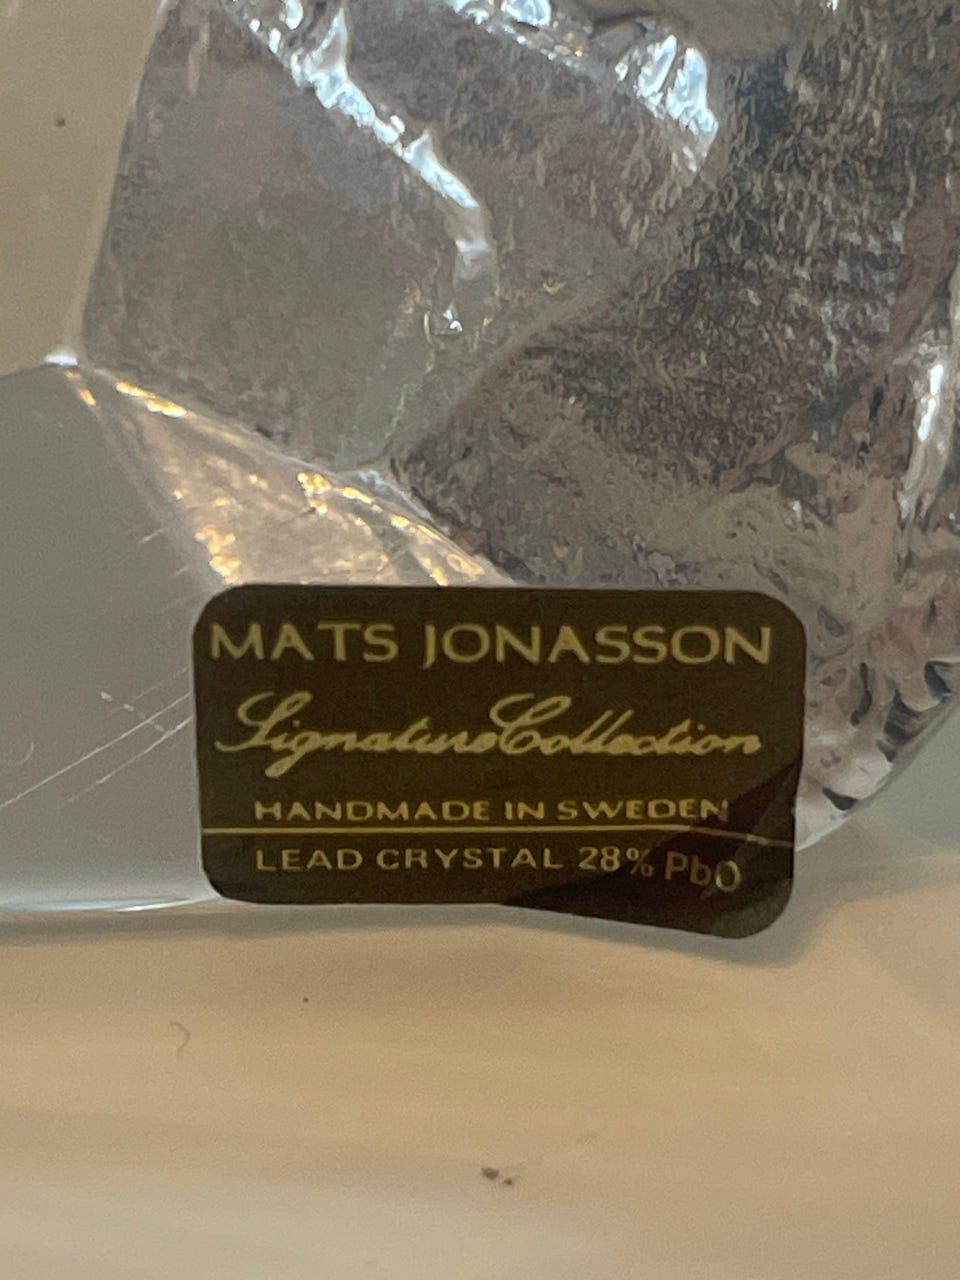 MATS JONASSON
Signature Collection
HANDMADE IN SWEDEN
LEAD CRYSTAL 28% PbO